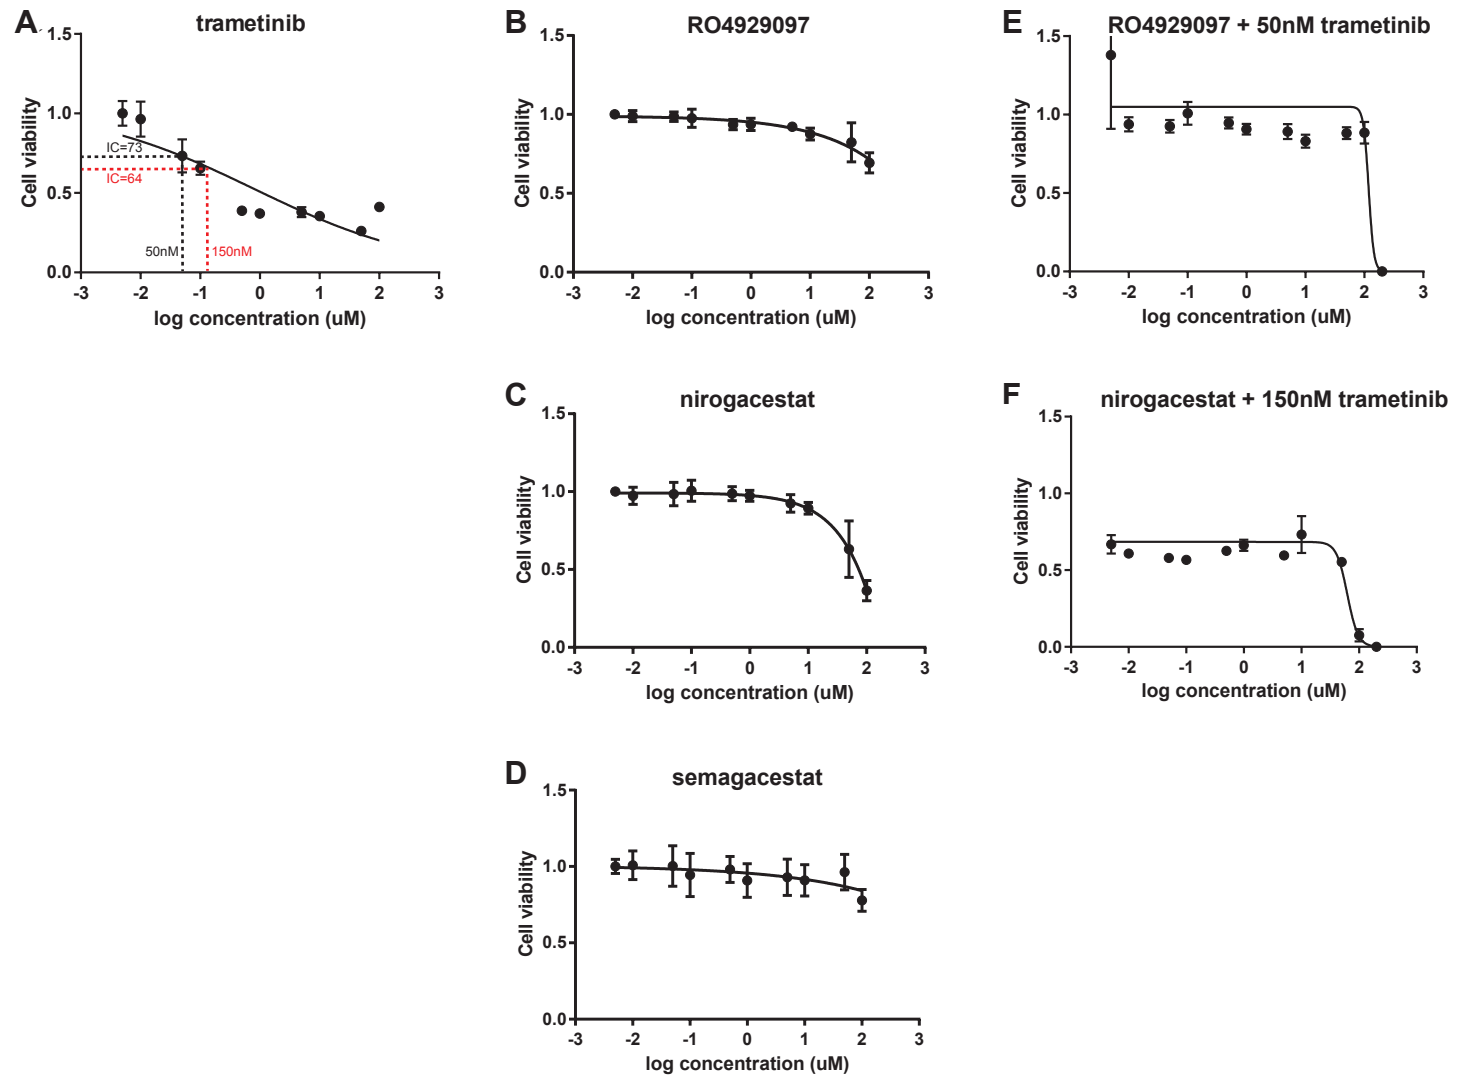 A
trametinib
1.5
1.0
0.5
0.0
Cell viability
IC=73
IC=64
50nM
150nM
-3 -2 -1 0 1 2 3
log concentration (uM)
B
RO4929097
1.5
1.0
0.5
0.0
Cell viability
-3 -2 -1 0 1 2 3
log concentration (uM)
E
RO4929097 + 50nM trametinib
1.5
1.0
0.5
0.0
Cell viability
-3 -2 -1 0 1 2 3
log concentration (uM)
C
nirogacestat
1.5
1.0
0.5
0.0
Cell viability
-3 -2 -1 0 1 2 3
log concentration (uM)
F
nirogacestat + 150nM trametinib
1.5
1.0
0.5
0.0
Cell viability
-3 -2 -1 0 1 2 3
log concentration (uM)
D
semagacestat
1.5
1.0
0.5
0.0
Cell viability
-3 -2 -1 0 1 2 3
log concentration (uM)